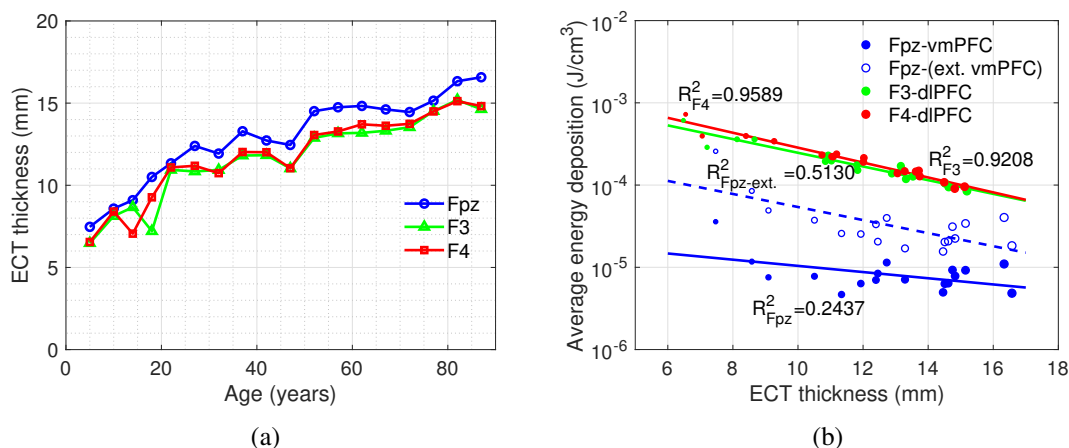 20
15
10
5
0
0 20 40 60 80
ECT thickness (mm)
Age (years)
Fpz
F3
F4
(a)
10^-2
10^-3
10^-4
10^-5
10^-6
6 8 10 12 14 16 18
Average energy deposition (J/cm^3)
ECT thickness (mm)
Fpz-vmPFC
Fpz-(ext. vmPFC)
F3-dlPFC
F4-dlPFC
R^2_F4=0.9589
R^2_F3=0.9208
R^2_Fpz-ext.=0.5130
R^2_Fpz=0.2437
(b)